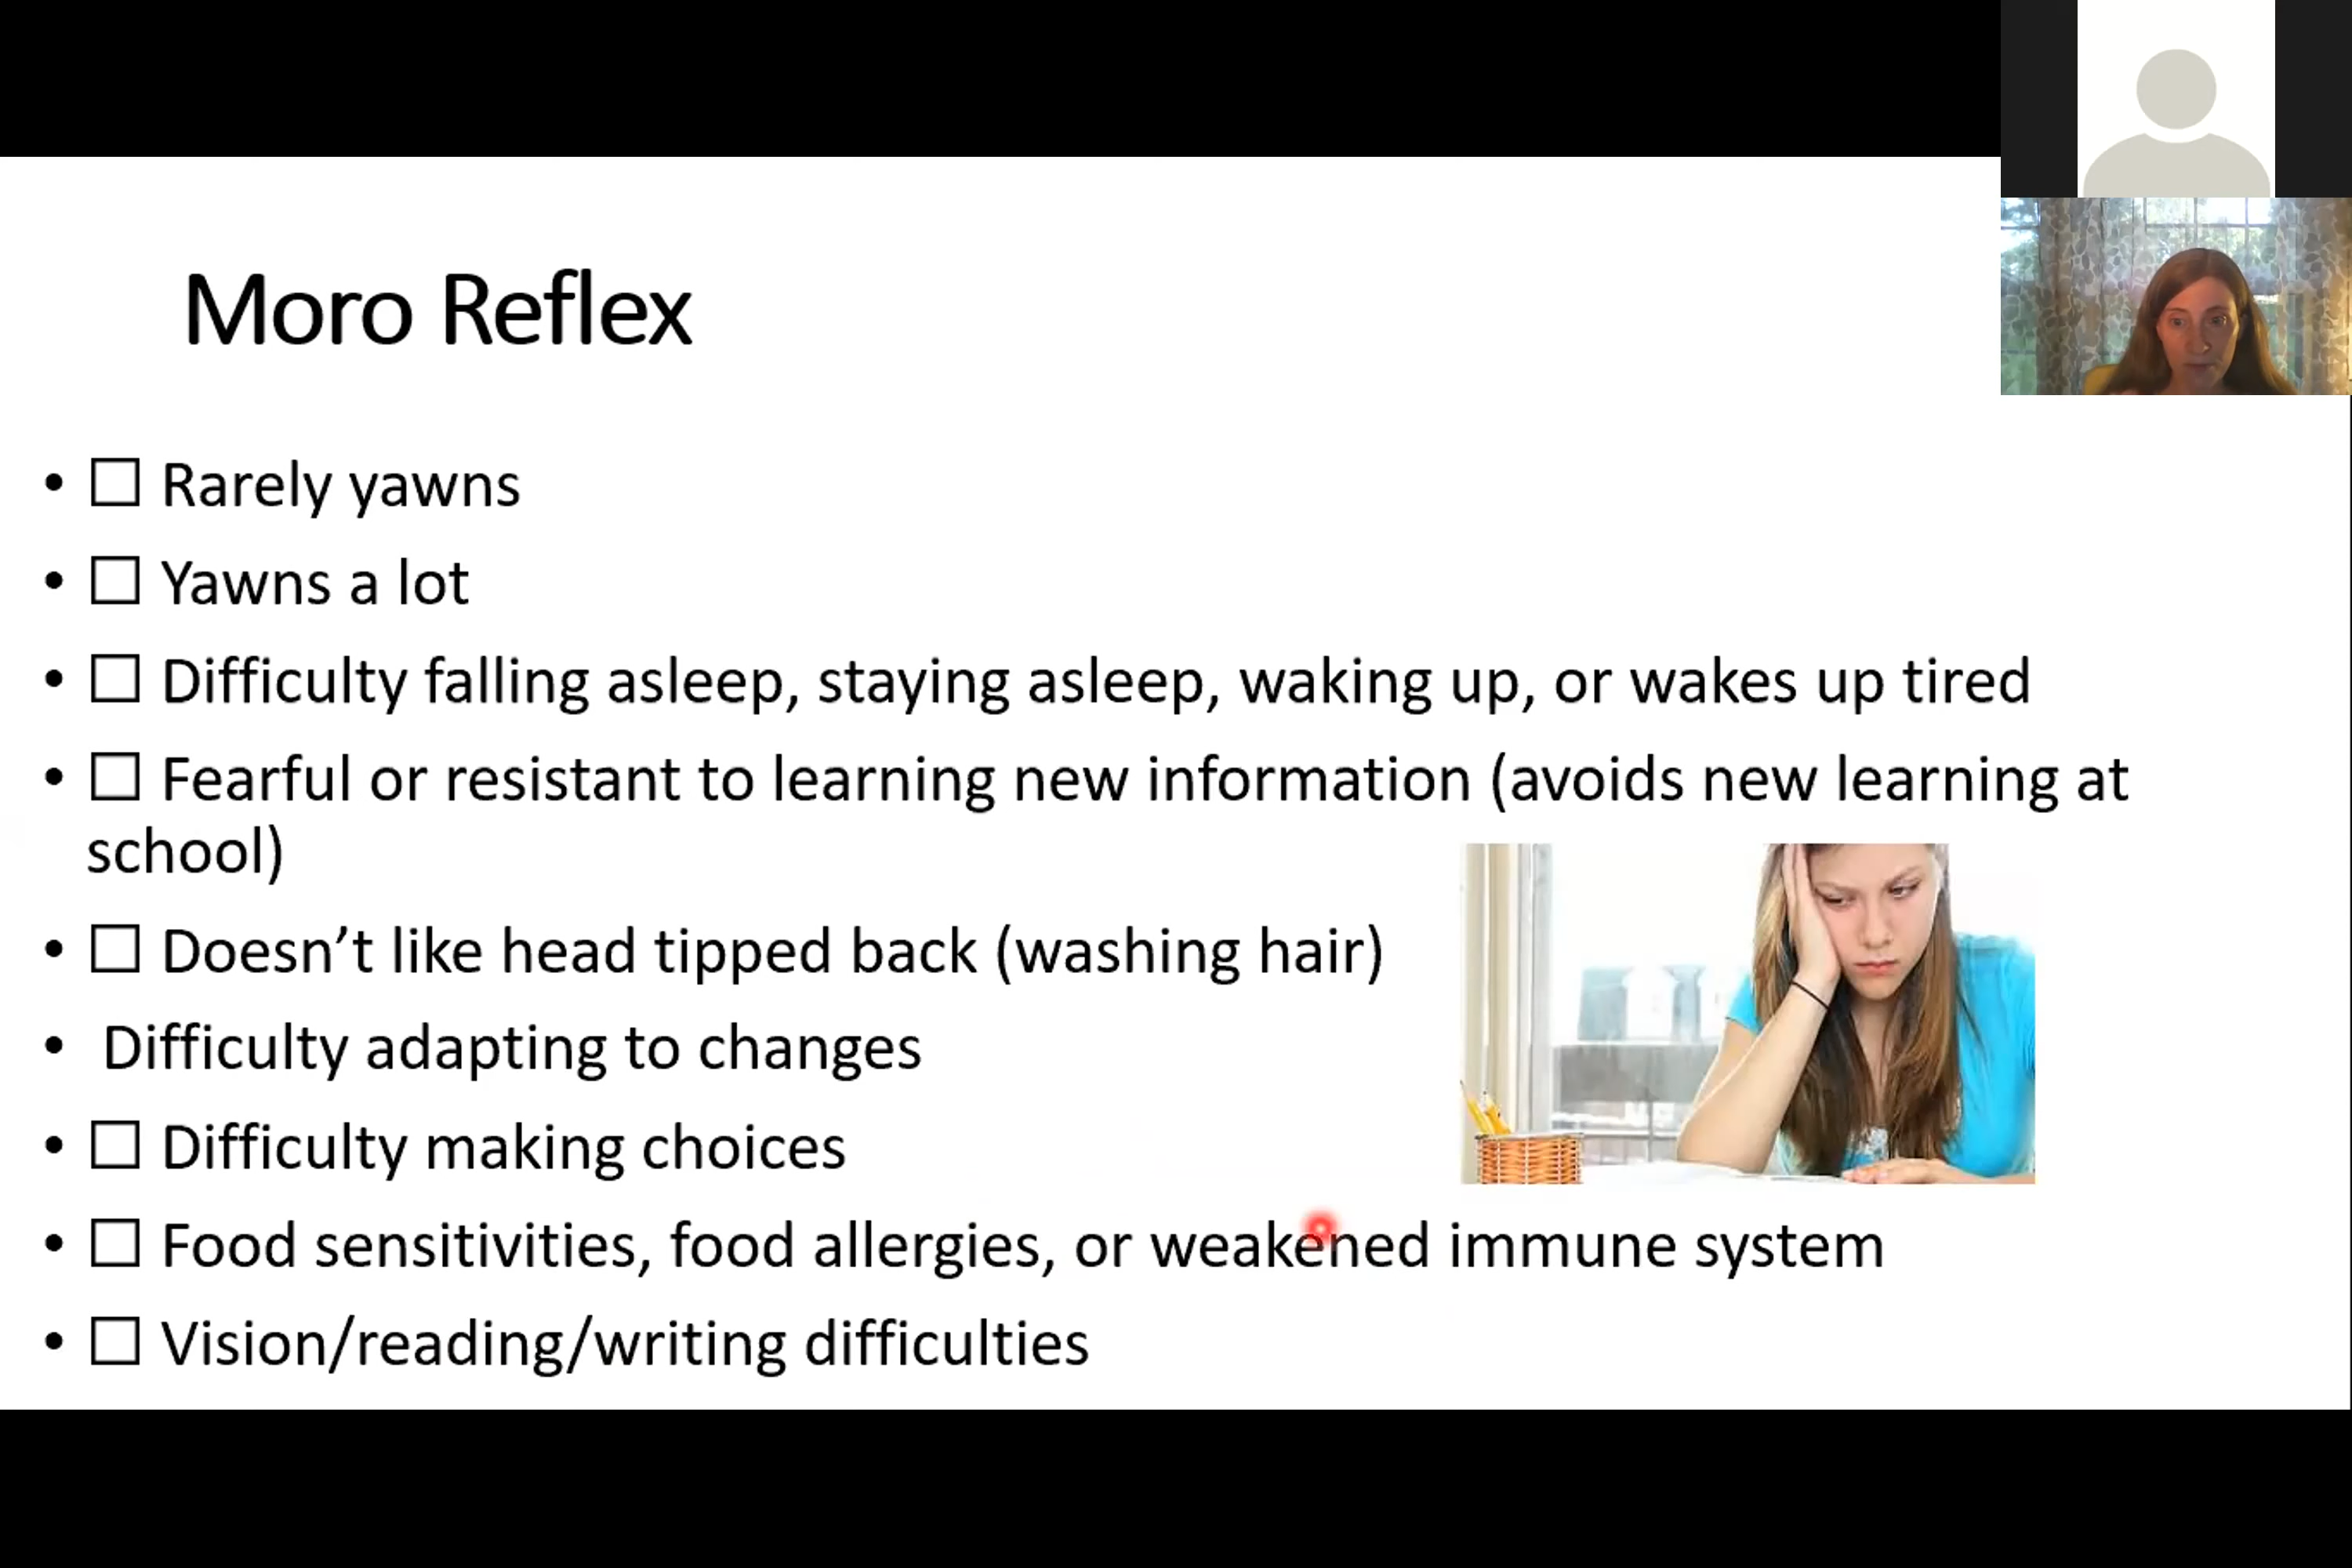 Moro Reflex
• ☐ Rarely yawns
• ☐ Yawns a lot
• ☐ Difficulty falling asleep, staying asleep, waking up, or wakes up tired
• ☐ Fearful or resistant to learning new information (avoids new learning at
school)
• ☐ Doesn’t like head tipped back (washing hair)
• Difficulty adapting to changes
• ☐ Difficulty making choices
• ☐ Food sensitivities, food allergies, or weakened immune system
• ☐ Vision/reading/writing difficulties